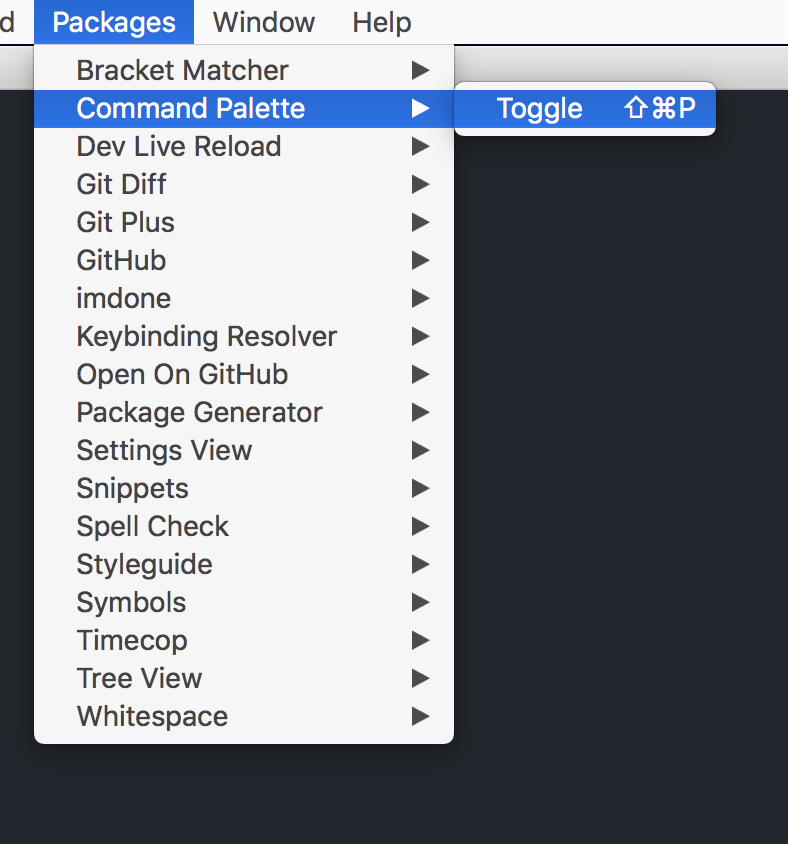 d Packages Window Help
Bracket Matcher
Command Palette
Toggle ⇧⌘P
Dev Live Reload
Git Diff
Git Plus
GitHub
imdone
Keybinding Resolver
Open On GitHub
Package Generator
Settings View
Snippets
Spell Check
Styleguide
Symbols
Timecop
Tree View
Whitespace